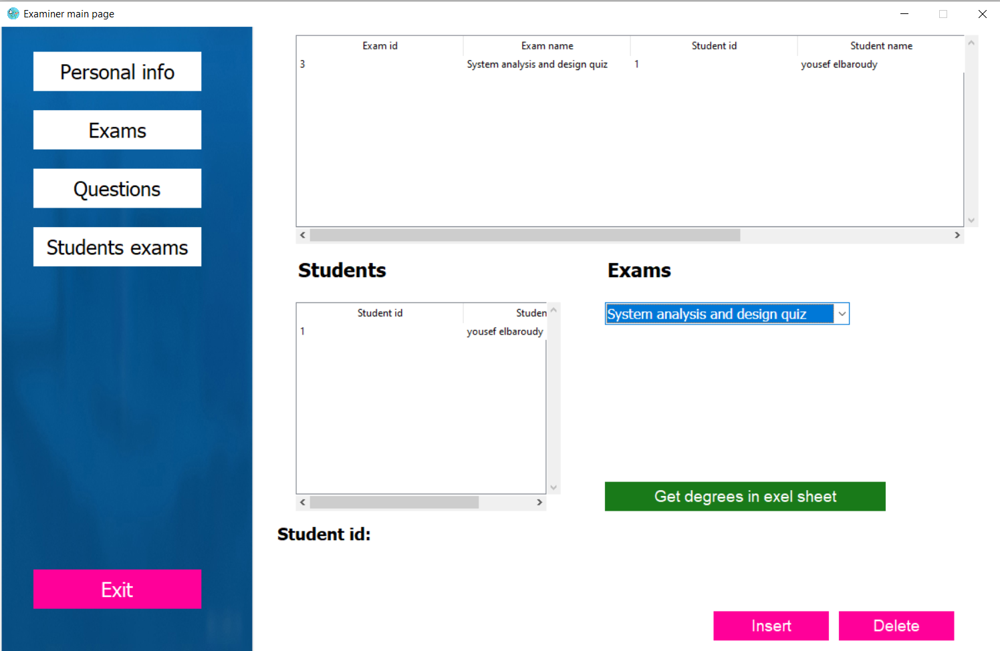 Examiner main page
Personal info
Exams
Questions
Students exams
Exit
Exam id Exam name Student id Student name
3 System analysis and design quiz 1 yousef elbaroudy
Students
Student id Studen
1 yousef elbaroudy
Exams
System analysis and design quiz
Get degrees in exel sheet
Student id:
Insert Delete